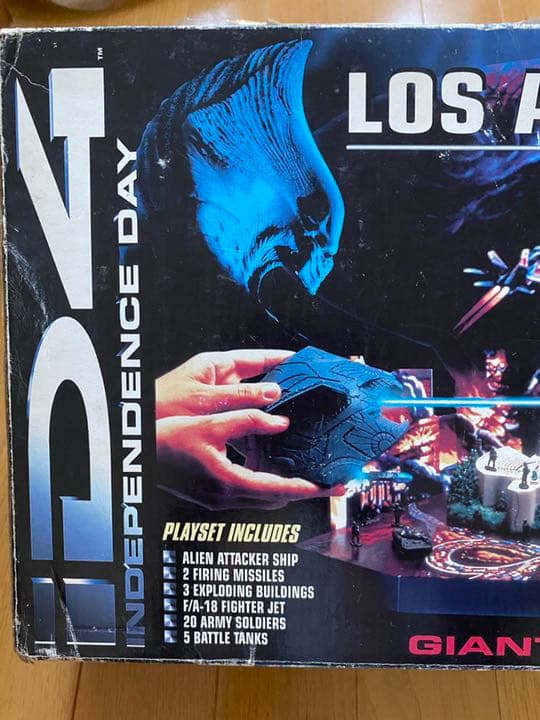 ID4
™
INDEPENDENCE DAY
LOS A
PLAYSET INCLUDES
ALIEN ATTACKER SHIP
2 FIRING MISSILES
3 EXPLODING BUILDINGS
F/A-18 FIGHTER JET
20 ARMY SOLDIERS
5 BATTLE TANKS
GIANT